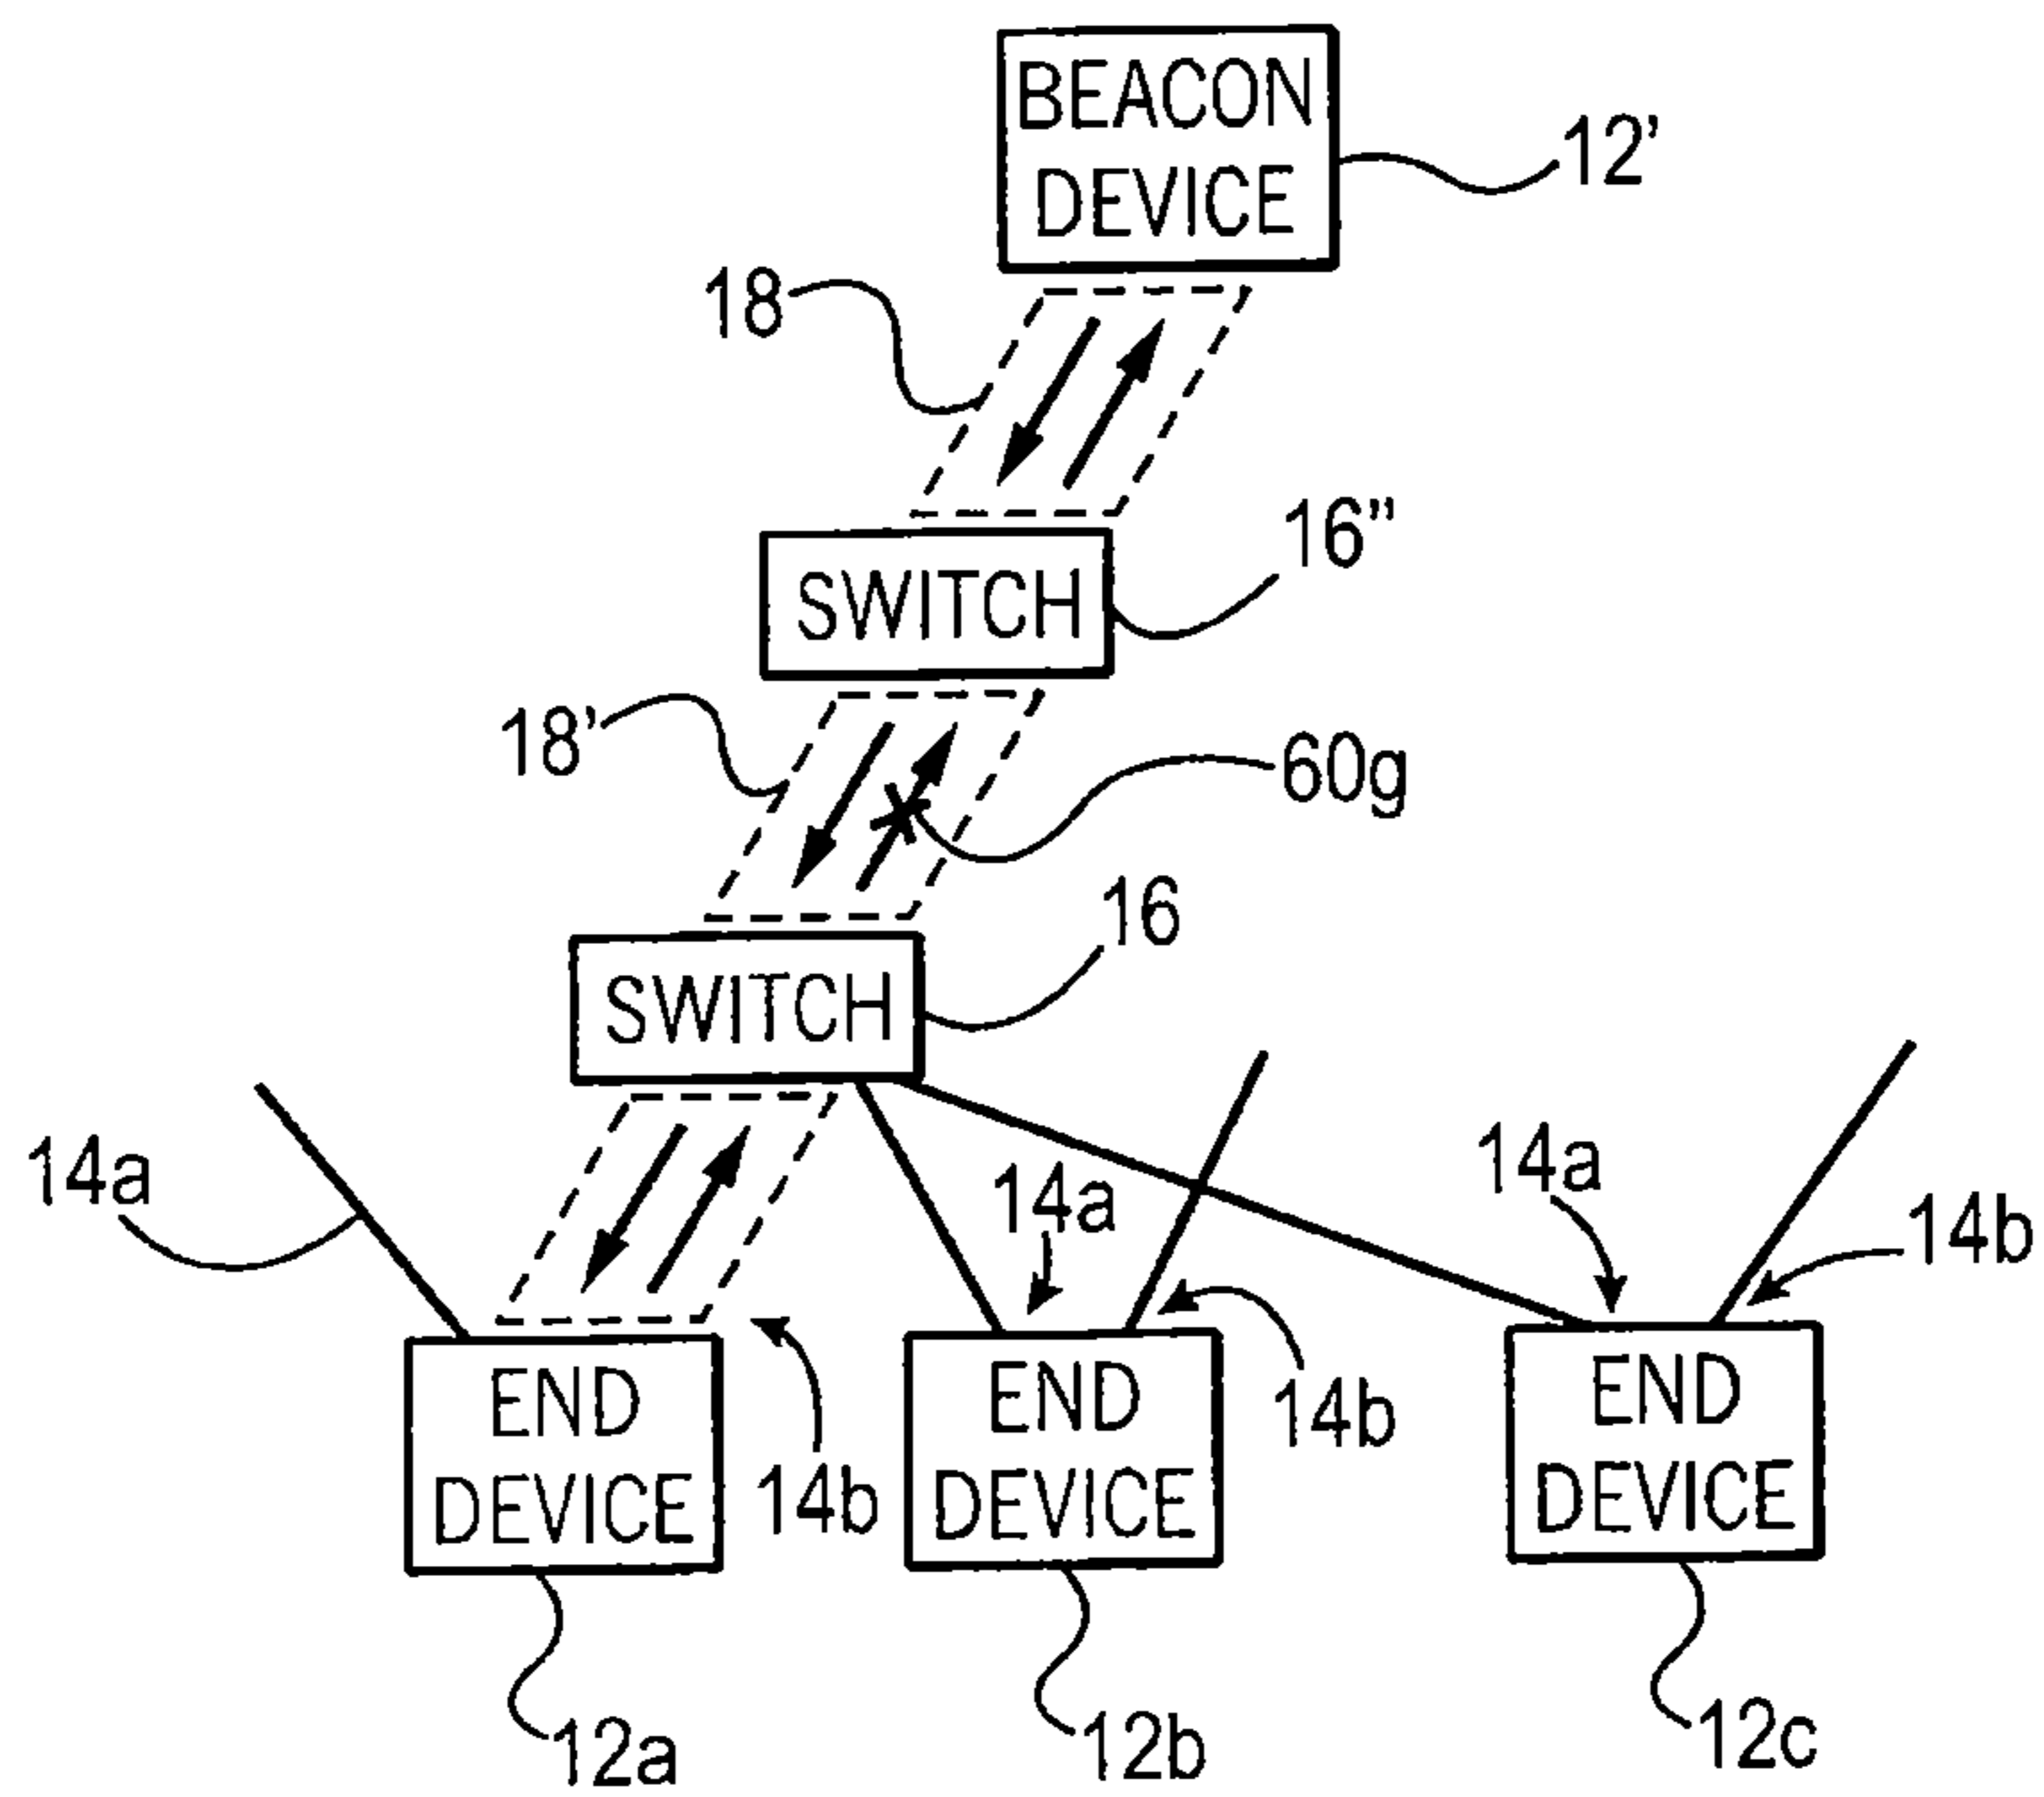 BEACON
DEVICE
12'
18
SWITCH
16”
18'
60g
SWITCH
16
14a
14a
14a
14b
END
DEVICE
14b
END
DEVICE
14b
END
DEVICE
12a
12b
12c